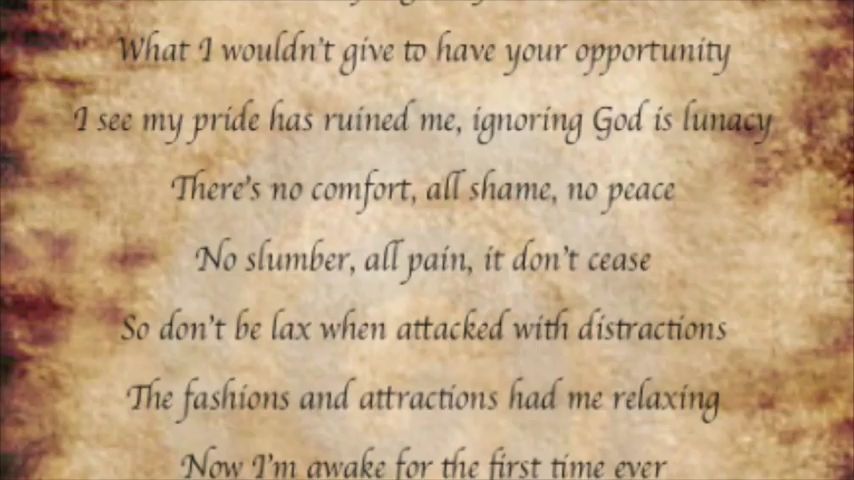 What I wouldn't give to have your opportunity
I see my pride has ruined me, ignoring God is lunacy
There's no comfort, all shame, no peace
No slumber, all pain, it don't cease
So don't be lax when attacked with distractions
The fashions and attractions had me relaxing
Now I'm awake for the first time ever